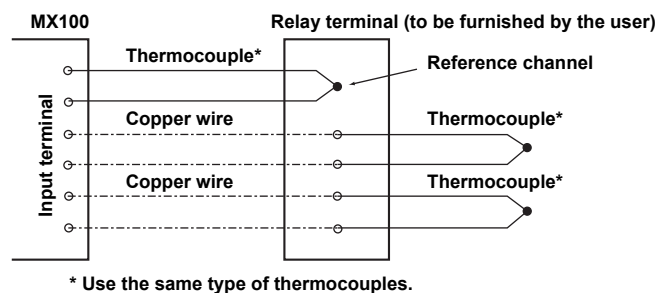 MX100
Relay terminal (to be furnished by the user)
Thermocouple*
Reference channel
Input terminal
Copper wire
Thermocouple*
Copper wire
Thermocouple*
* Use the same type of thermocouples.